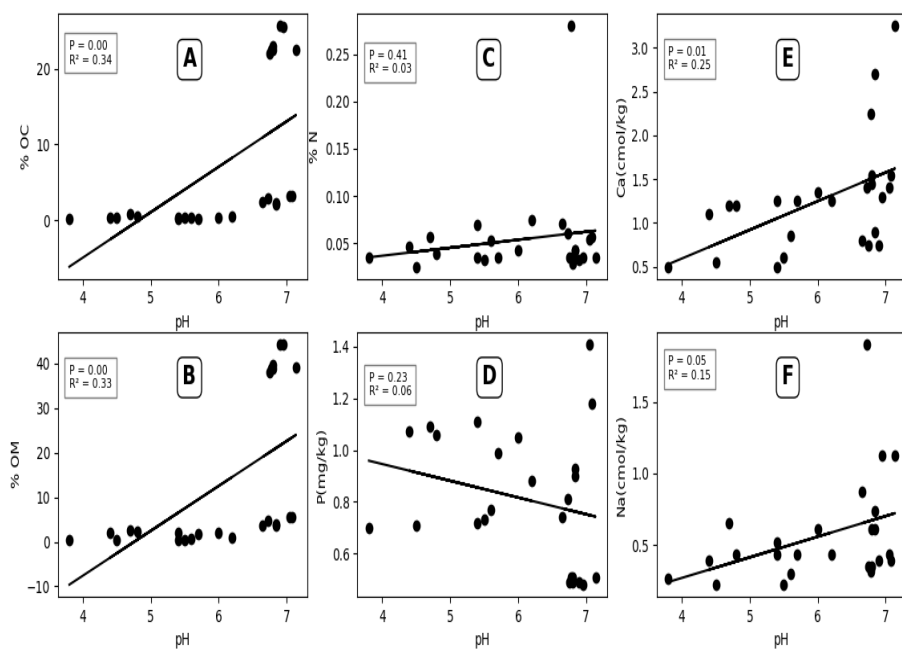 P = 0.00
R² = 0.34
A
20
10
0
% OC
4
5
6
7
pH
P = 0.41
R² = 0.03
C
0.25
0.20
0.15
0.10
0.05
% N
4
5
6
7
pH
P = 0.01
R² = 0.25
E
3.0
2.5
2.0
1.5
1.0
0.5
Ca(cmol/kg)
4
5
6
7
pH
P = 0.00
R² = 0.33
B
40
30
20
10
0
−10
% OM
4
5
6
7
pH
P = 0.23
R² = 0.06
D
1.4
1.2
1.0
0.8
0.6
P(mg/kg)
4
5
6
7
pH
P = 0.05
R² = 0.15
F
1.5
1.0
0.5
Na(cmol/kg)
4
5
6
7
pH